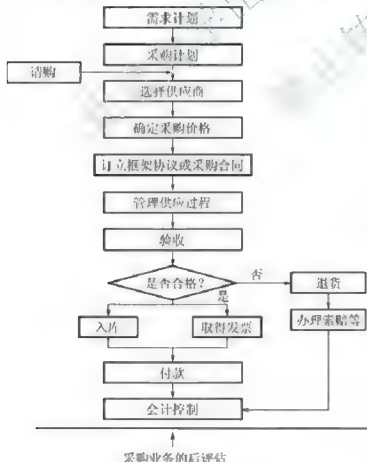 需求计划
采购计划
请购
选择供应商
确定采购价格
订立框架协议或采购合同
管理供应过程
验收
是否合格?
否
退货
是
入库
取得发票
办理索赔等
付款
会计控制
采购业务的后评估